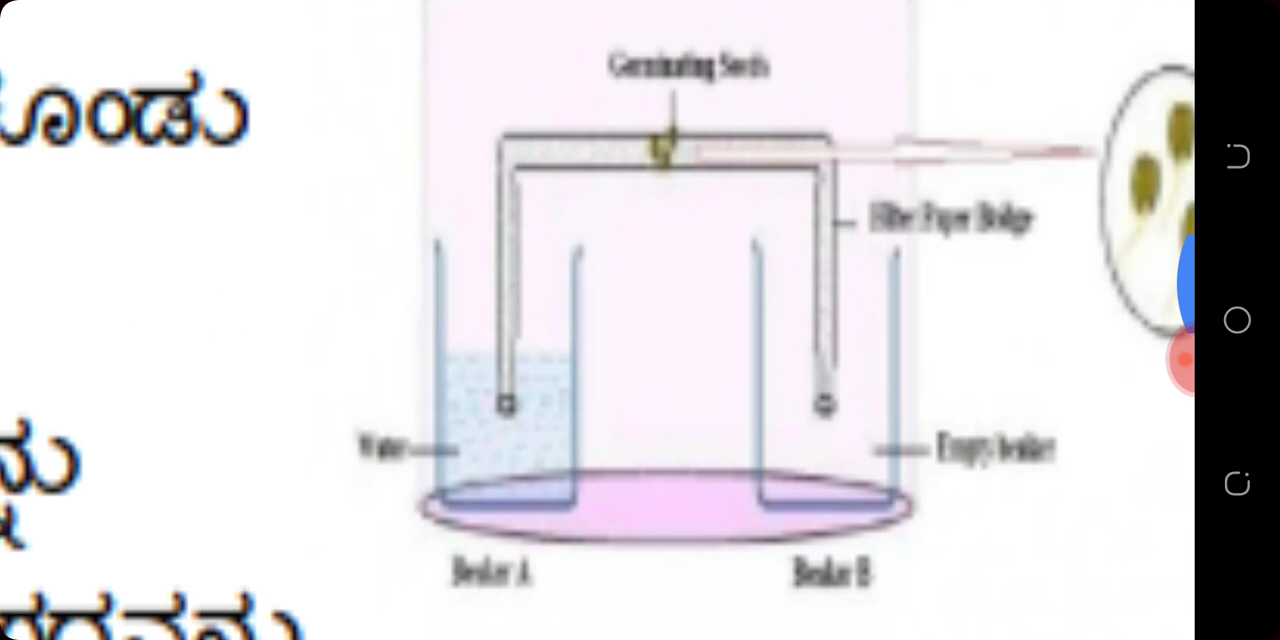 Germinating Seeds
ೊಂಡು
Filter Paper Bridge
Water
Empty beaker
ನ್ನು
Beaker A
Beaker B